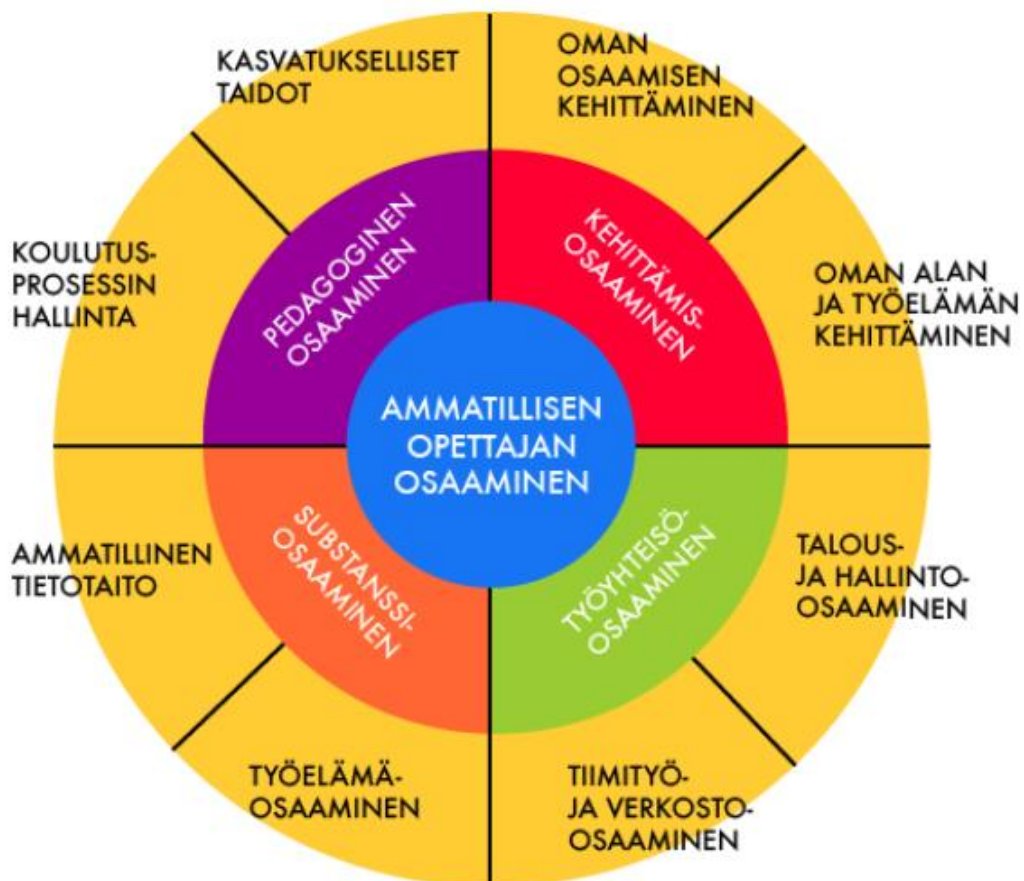 KASVATUKSELLISET
TAIDOT
OMAN
OSAAMISEN
KEHITTÄMINEN
KOULUTUS-
PROSESSIN
HALLINTA
PEDAGOGINEN
OSAAMINEN
KEHITTÄMIS-
OSAAMINEN
OMAN ALAN
JA TYÖELÄMÄN
KEHITTÄMINEN
AMMATILLISEN
OPETTAJAN
OSAAMINEN
AMMATILLINEN
TIETOTAITO
SUBSTANSSI-
OSAAMINEN
TYÖYHTEISÖ-
OSAAMINEN
TALOUS-
JA HALLINTO-
OSAAMINEN
TYÖELÄMÄ-
OSAAMINEN
TIIMITYÖ-
JA VERKOSTO-
OSAAMINEN